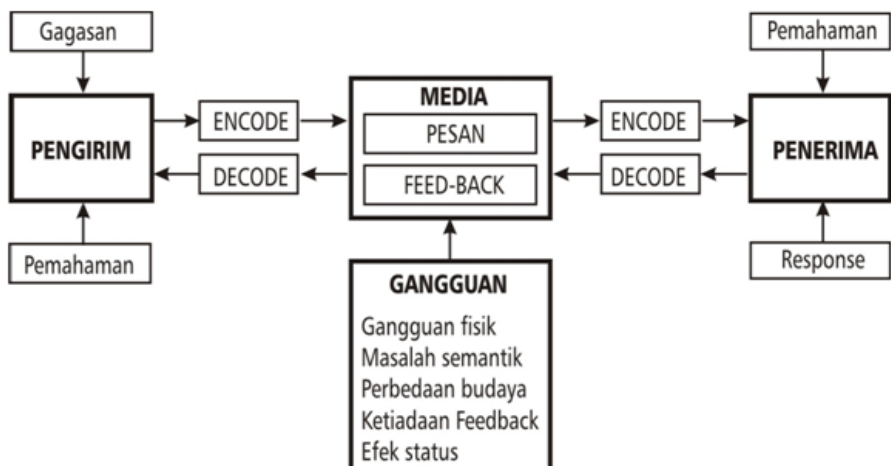 Gagasan
Pemahaman
PENGIRIM
ENCODE
DECODE
MEDIA
PESAN
FEED-BACK
ENCODE
DECODE
PENERIMA
Pemahaman
Response
GANGGUAN
Gangguan fisik
Masalah semantik
Perbedaan budaya
Ketiadaan Feedback
Efek status